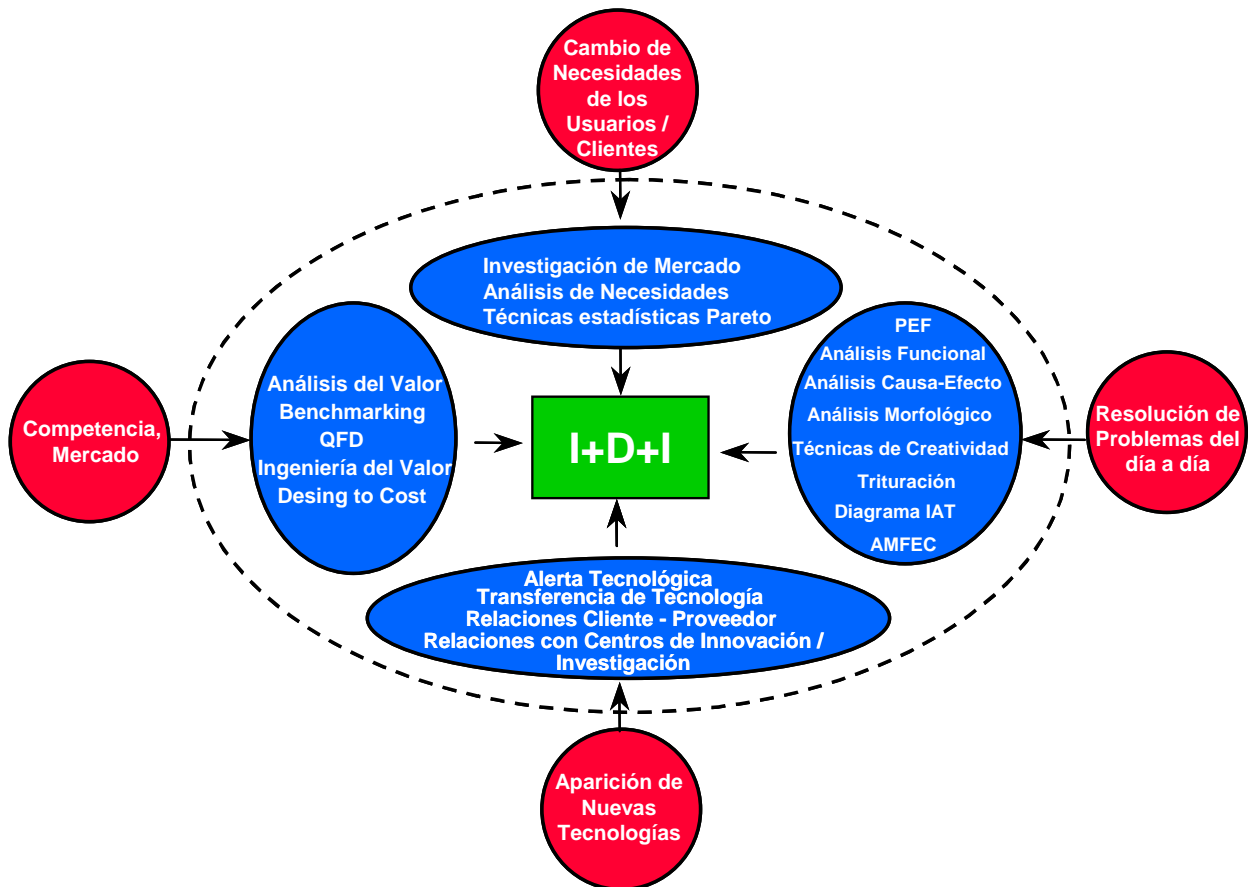 Cambio de
Necesidades
de los
Usuarios /
Clientes
Investigación de Mercado
Análisis de Necesidades
Técnicas estadísticas Pareto
Competencia,
Mercado
Análisis del Valor
Benchmarking
QFD
Ingeniería del Valor
Desing to Cost
I+D+I
PEF
Análisis Funcional
Análisis Causa-Efecto
Análisis Morfológico
Técnicas de Creatividad
Trituración
Diagrama IAT
AMFEC
Resolución de
Problemas del
día a día
Alerta Tecnológica
Transferencia de Tecnología
Relaciones Cliente - Proveedor
Relaciones con Centros de Innovación /
Investigación
Aparición de
Nuevas
Tecnologías